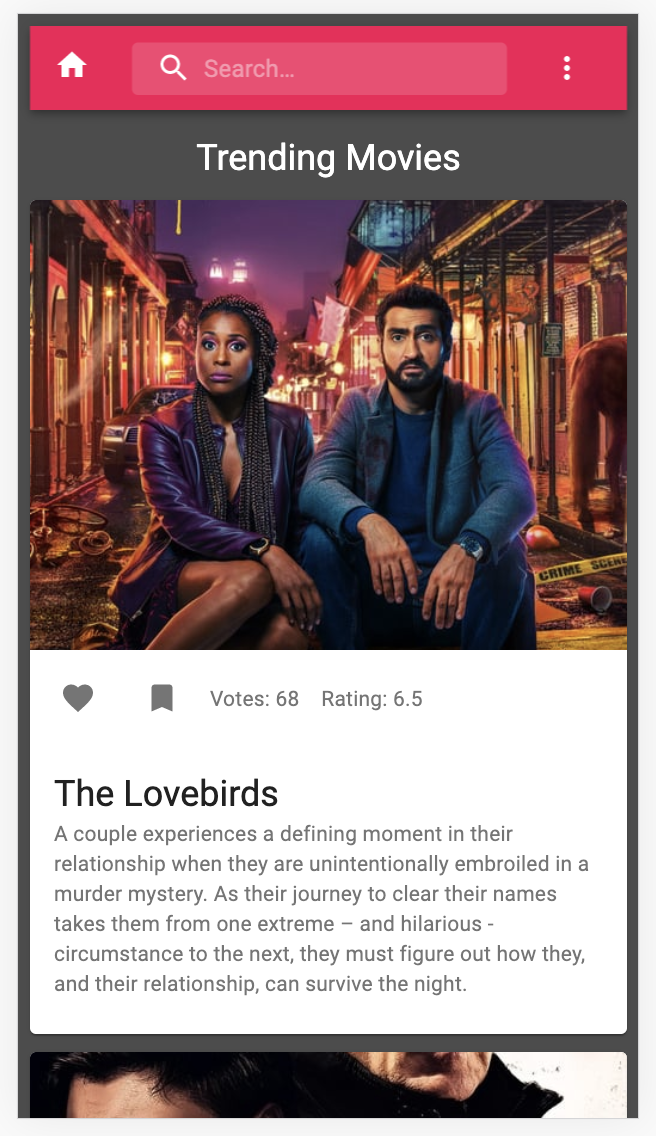 Search…
Trending Movies
CRIME SCENE
Votes: 68 Rating: 6.5
The Lovebirds
A couple experiences a defining moment in their
relationship when they are unintentionally embroiled in a
murder mystery. As their journey to clear their names
takes them from one extreme – and hilarious -
circumstance to the next, they must figure out how they,
and their relationship, can survive the night.